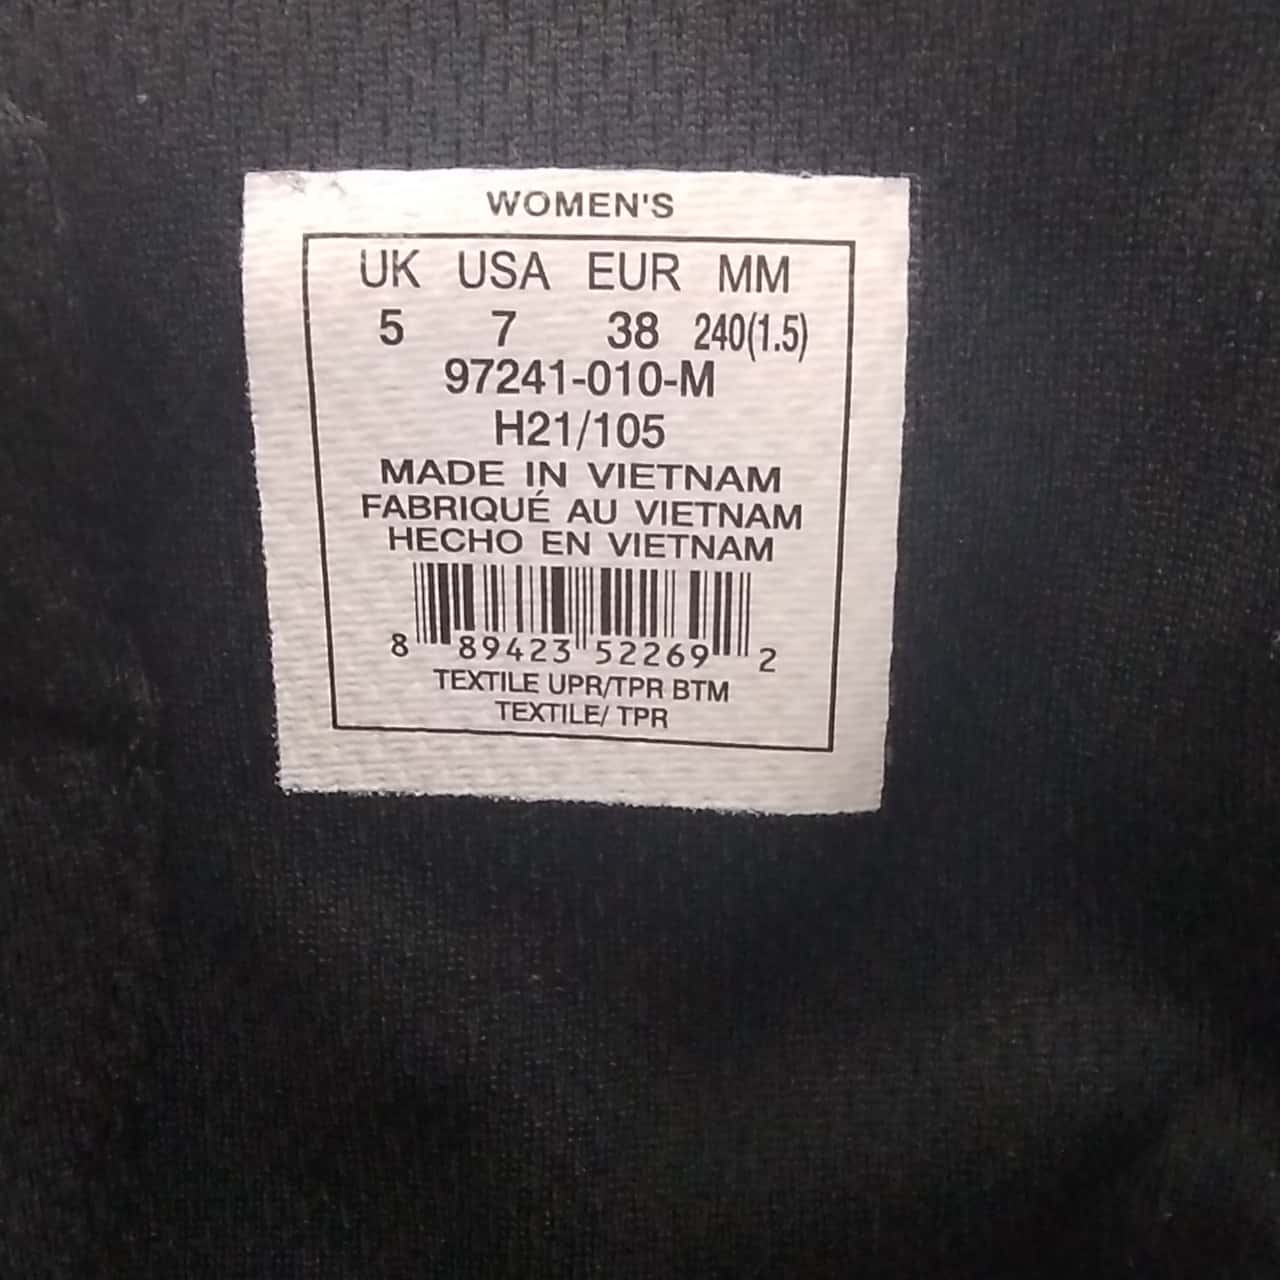 WOMEN'S
UK USA EUR MM
5 7 38 240(1.5)
97241-010-M
H21/105
MADE IN VIETNAM
FABRIQUÉ AU VIETNAM
HECHO EN VIETNAM
8 89423 52269 2
TEXTILE UPR/TPR BTM
TEXTILE/ TPR